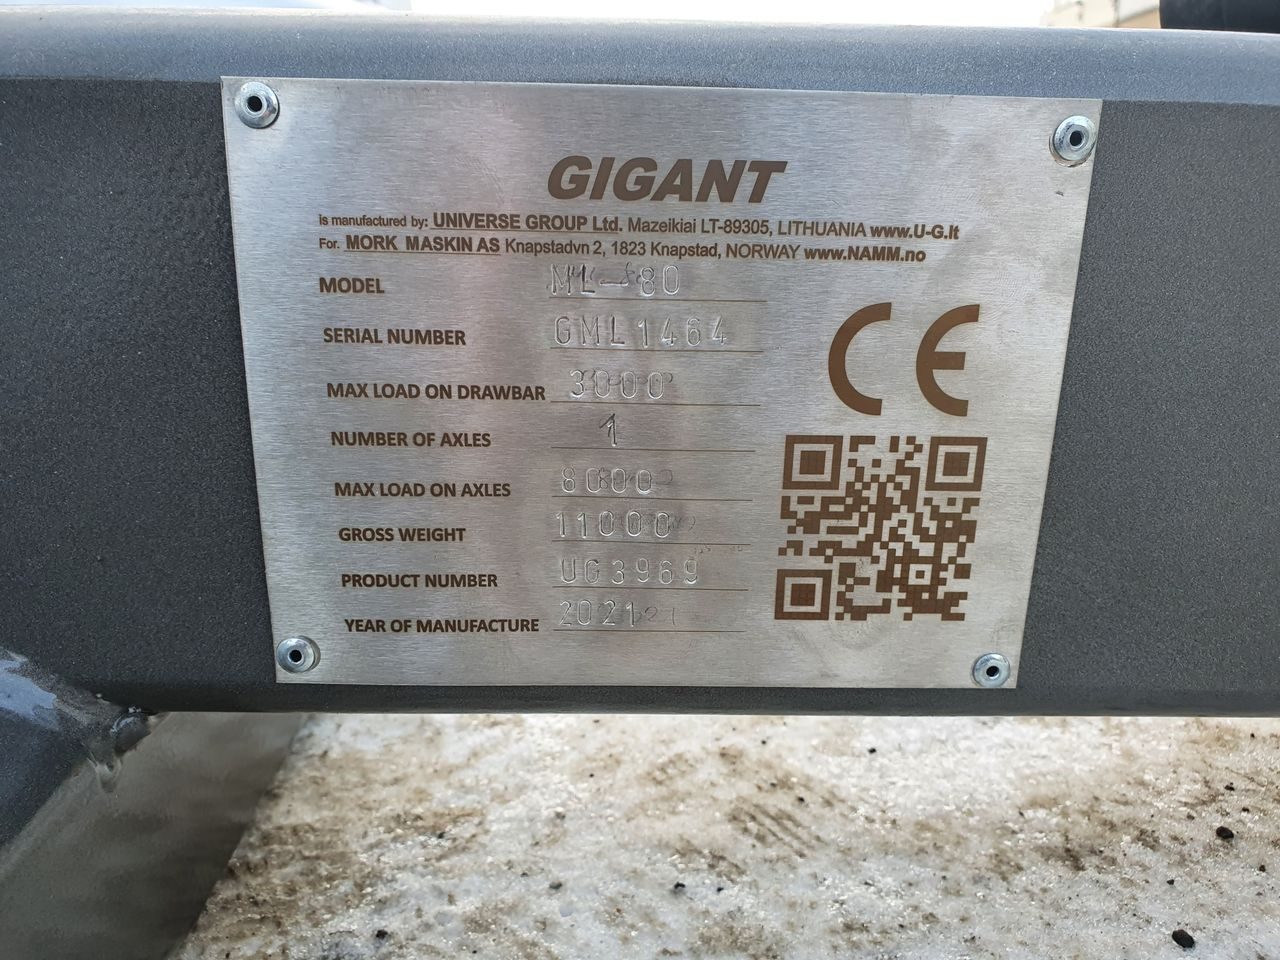 GIGANT
is manufactured by: UNIVERSE GROUP Ltd. Mazeikiai LT-89305, LITHUANIA www.U-G.lt
For. MORK MASKIN AS Knapstadvn 2, 1823 Knapstad, NORWAY www.NAMM.no
MODEL ML-80
SERIAL NUMBER GML1464
MAX LOAD ON DRAWBAR 3000
NUMBER OF AXLES 1
MAX LOAD ON AXLES 8000
GROSS WEIGHT 11000
PRODUCT NUMBER UG3969
YEAR OF MANUFACTURE 2021
CE